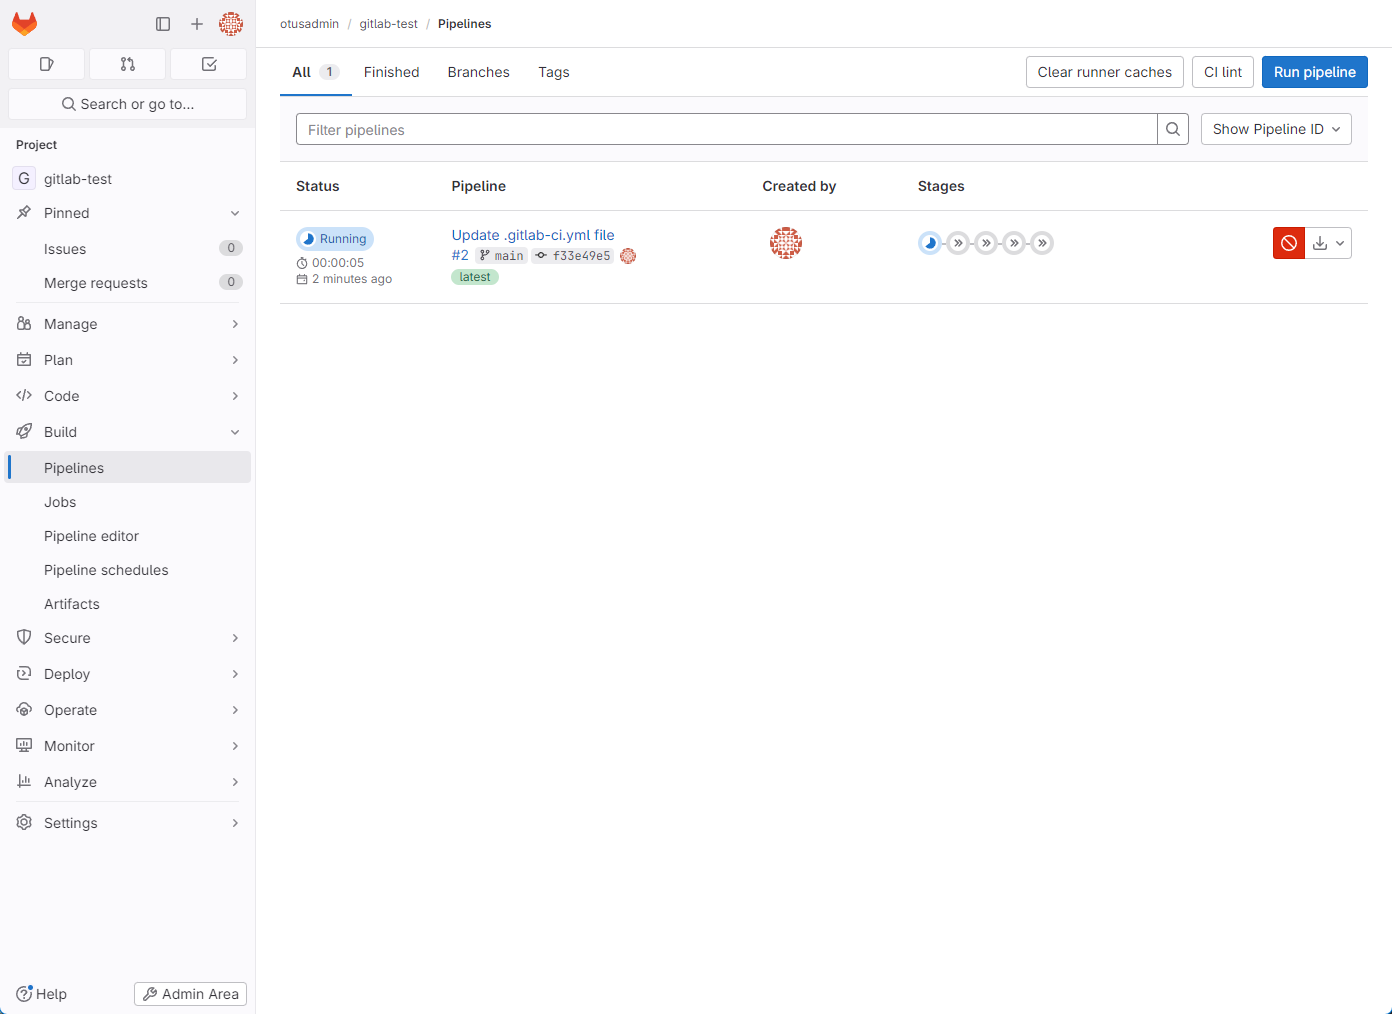 otusadmin / gitlab-test / Pipelines
Search or go to...
Project
G gitlab-test
Pinned
Issues 0
Merge requests 0
Manage
Plan
Code
Build
Pipelines
Jobs
Pipeline editor
Pipeline schedules
Artifacts
Secure
Deploy
Operate
Monitor
Analyze
Settings
Help
Admin Area
All 1 Finished Branches Tags
Clear runner caches CI lint Run pipeline
Filter pipelines
Show Pipeline ID
Status Pipeline Created by Stages
Running
00:00:05
2 minutes ago
Update .gitlab-ci.yml file
#2 main f33e49e5
latest